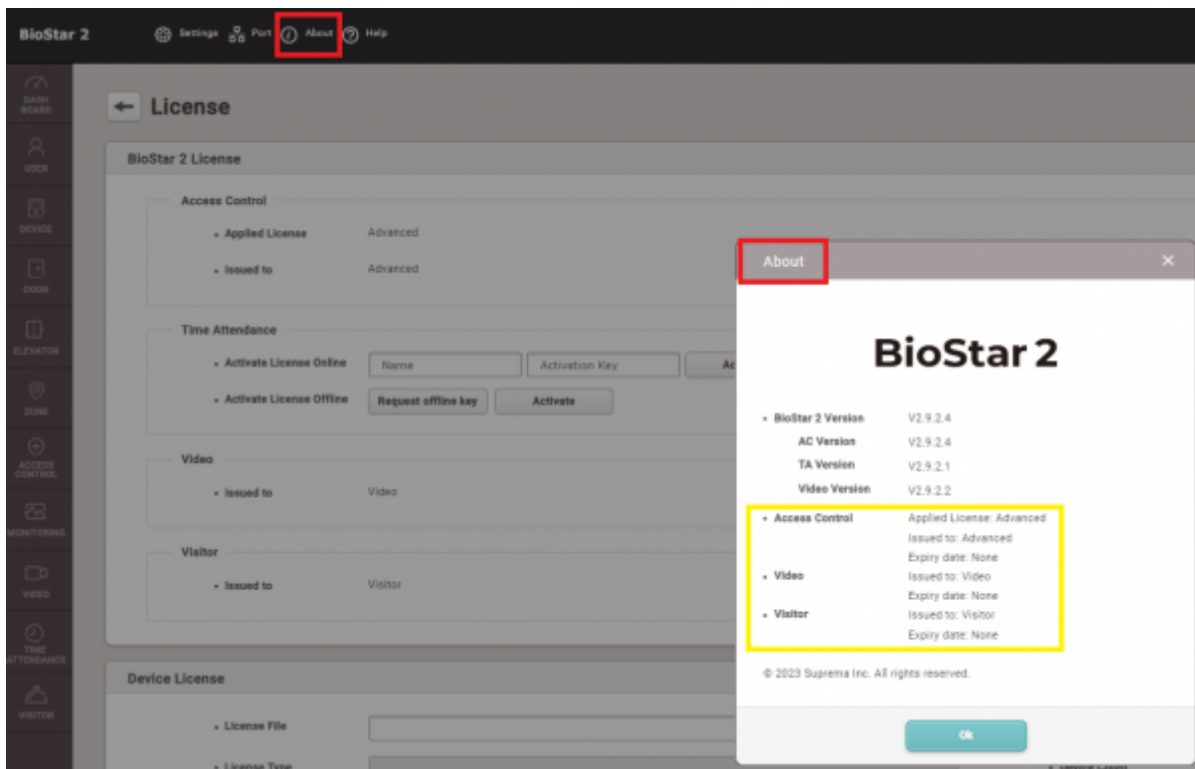 BioStar 2
Settings Port About Help
DASH
BOARD
USER
DEVICE
DOOR
ELEVATOR
ZONE
ACCESS
CONTROL
MONITORING
VIDEO
TIME
ATTENDANCE
VISITOR
License
BioStar 2 License
Access Control
• Applied License Advanced
• Issued to Advanced
Time Attendance
• Activate License Online Name Activation Key Ac
• Activate License Offline Request offline key Activate
Video
• Issued to Video
Visitor
• Issued to Visitor
Device License
• License File
• License Type
About
BioStar 2
• BioStar 2 Version V2.9.2.4
AC Version V2.9.2.4
TA Version V2.9.2.1
Video Version V2.9.2.2
• Access Control Applied License: Advanced
Issued to: Advanced
Expiry date: None
• Video Issued to: Video
Expiry date: None
• Visitor Issued to: Visitor
Expiry date: None
© 2023 Suprema Inc. All rights reserved.
Ok